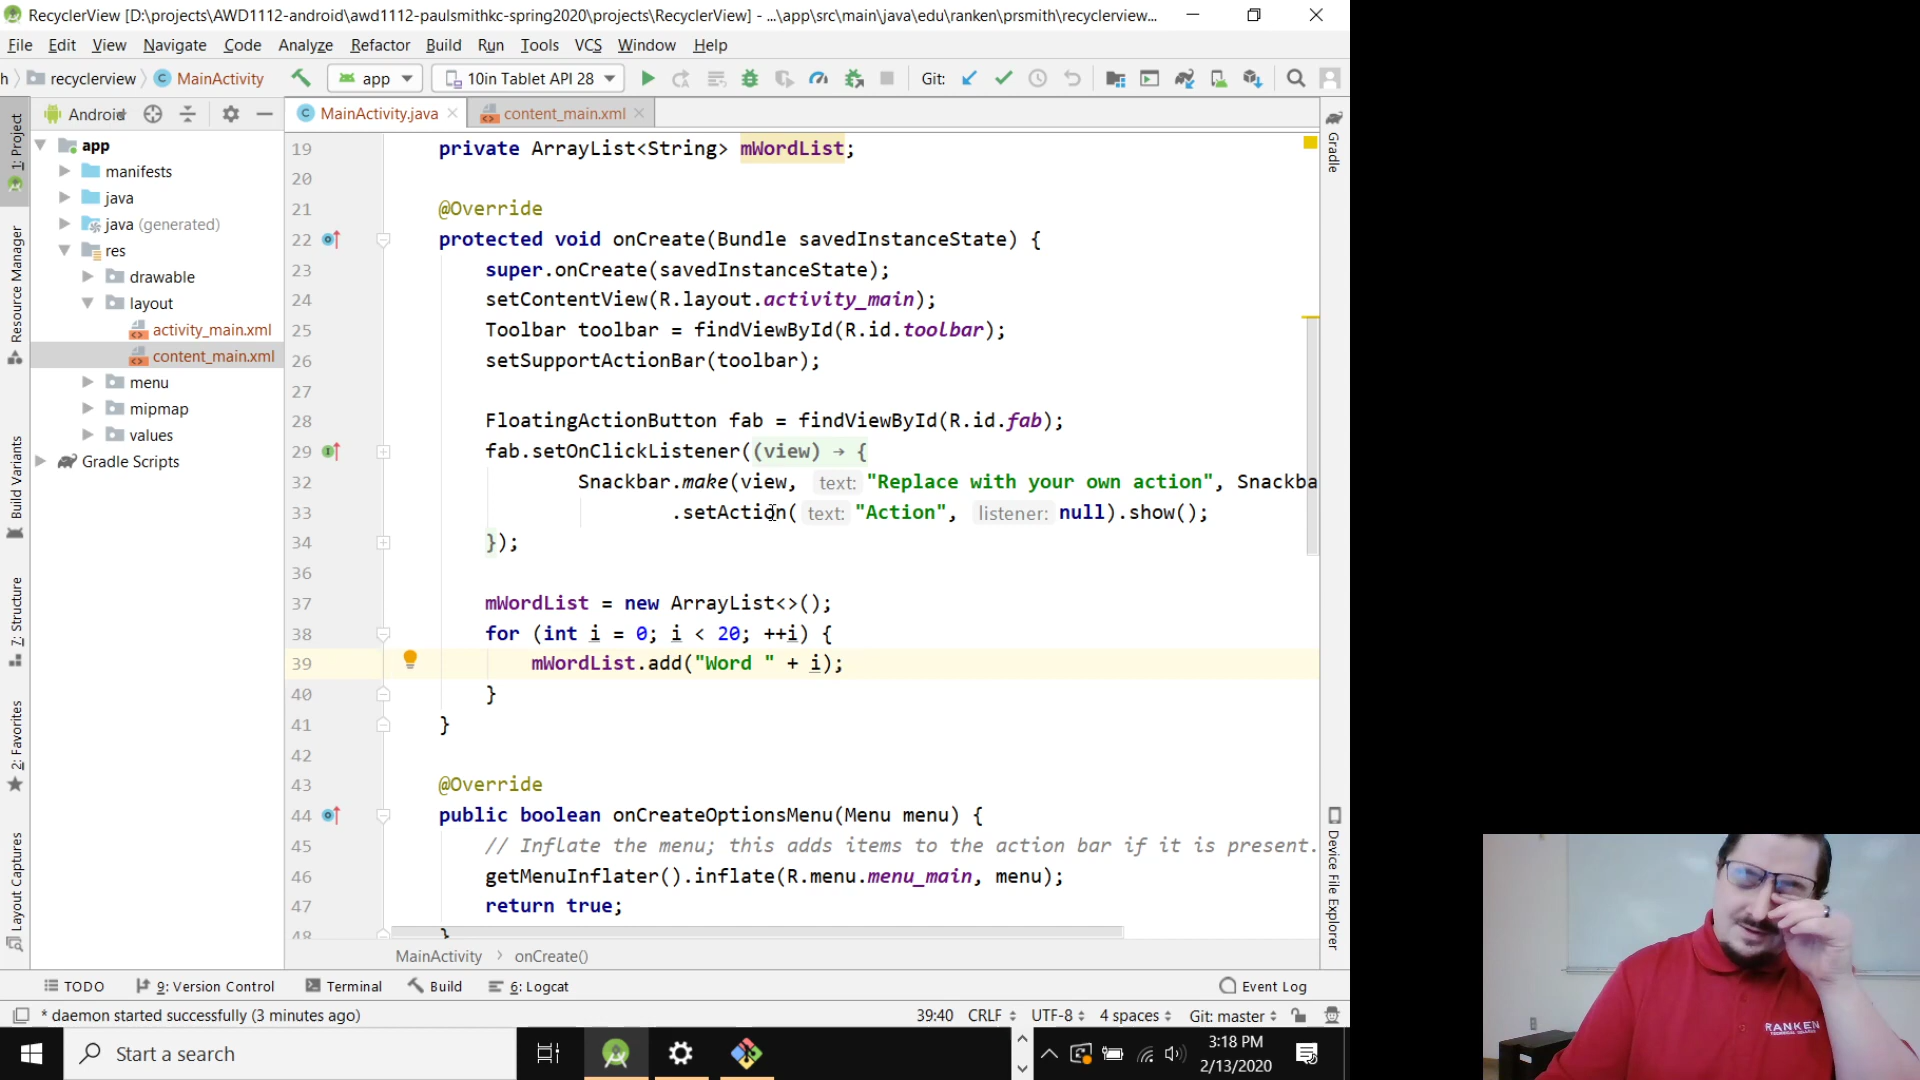 RecyclerView [D:\projects\AWD1112-android\awd1112-paulsmithkc-spring2020\projects\RecyclerView] - ...\app\src\main\java\edu\ranken\prsmith\recyclerview...
File Edit View Navigate Code Analyze Refactor Build Run Tools VCS Window Help
h recyclerview MainActivity app 10in Tablet API 28 Git:
Android
MainActivity.java content_main.xml
1: Project
Resource Manager
Build Variants
7: Structure
2: Favorites
Layout Captures
app
manifests
java
java (generated)
res
drawable
layout
activity_main.xml
content_main.xml
menu
mipmap
values
Gradle Scripts
19 private ArrayList<String> mWordList;
20
21 @Override
22 protected void onCreate(Bundle savedInstanceState) {
23 super.onCreate(savedInstanceState);
24 setContentView(R.layout.activity_main);
25 Toolbar toolbar = findViewById(R.id.toolbar);
26 setSupportActionBar(toolbar);
27
28 FloatingActionButton fab = findViewById(R.id.fab);
29 fab.setOnClickListener((view) → {
32 Snackbar.make(view, text: "Replace with your own action", Snackba
33 .setAction( text: "Action", listener: null).show();
34 });
36
37 mWordList = new ArrayList<>();
38 for (int i = 0; i < 20; ++i) {
39 mWordList.add("Word " + i);
40 }
41 }
42
43 @Override
44 public boolean onCreateOptionsMenu(Menu menu) {
45 // Inflate the menu; this adds items to the action bar if it is present.
46 getMenuInflater().inflate(R.menu.menu_main, menu);
47 return true;
48 }
MainActivity > onCreate()
Gradle
Device File Explorer
TODO 9: Version Control Terminal Build 6: Logcat Event Log
* daemon started successfully (3 minutes ago) 39:40 CRLF UTF-8 4 spaces Git: master
Start a search
3:18 PM
2/13/2020
RANKEN